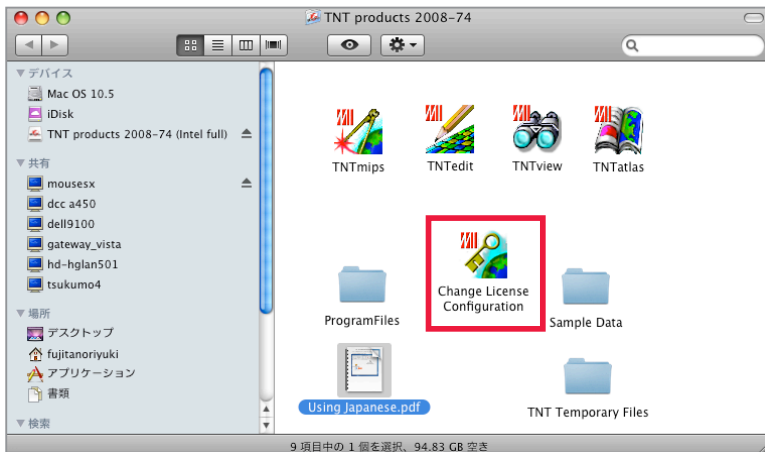 TNT products 2008-74
▼デバイス
Mac OS 10.5
iDisk
TNT products 2008-74 (Intel full)
▼共有
mousesx
dcc a450
dell9100
gateway_vista
hd-hglan501
tsukumo4
▼場所
デスクトップ
fujitanoriyuki
アプリケーション
書類
▼検索
TNTmips
TNTedit
TNTview
TNTatlas
ProgramFiles
Change License
Configuration
Sample Data
Using Japanese.pdf
TNT Temporary Files
9 項目中の 1 個を選択、94.83 GB 空き